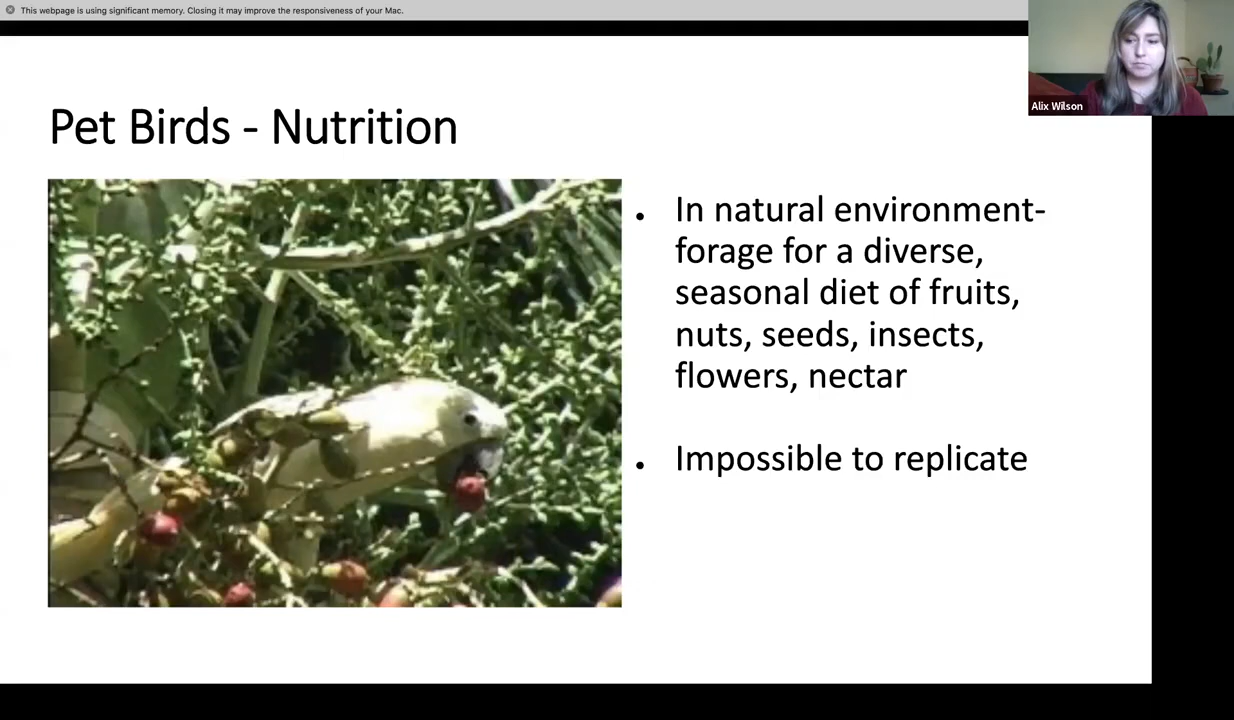 This webpage is using significant memory. Closing it may improve the responsiveness of your Mac.
Alix Wilson
Pet Birds - Nutrition
• In natural environment-
forage for a diverse,
seasonal diet of fruits,
nuts, seeds, insects,
flowers, nectar
• Impossible to replicate